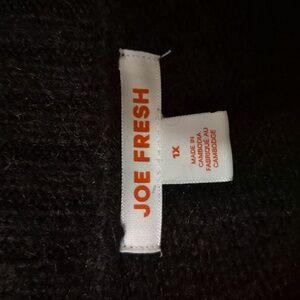 JOE FRESH
1X
MADE IN
CAMBODIA
FABRIQUÉ AU
CAMBODGE